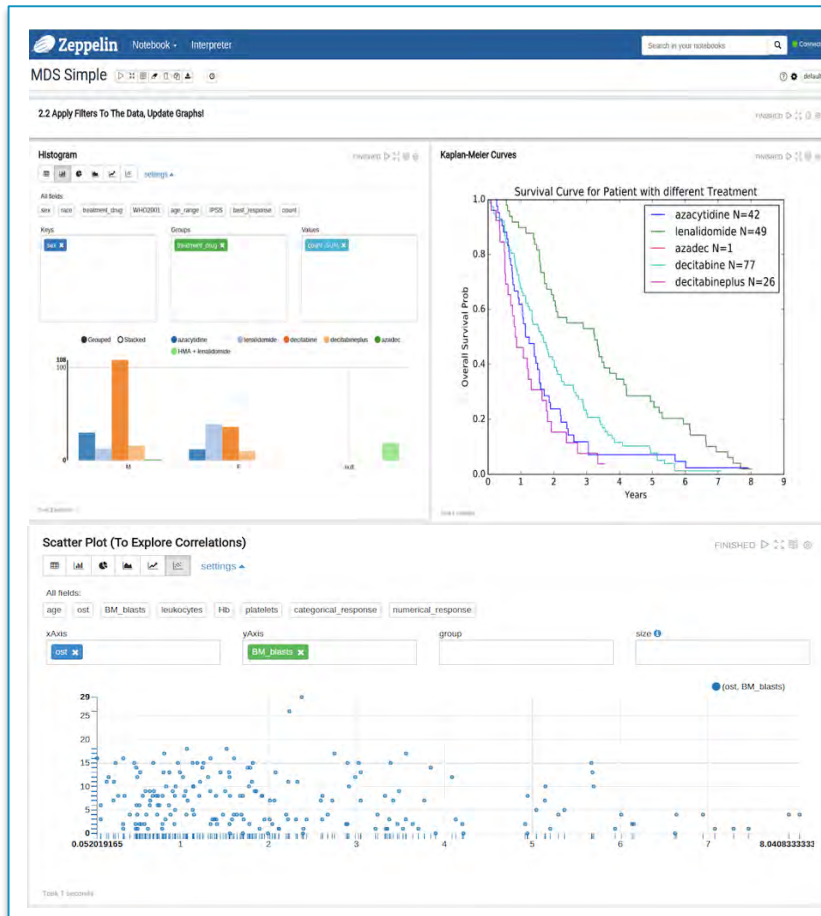 Zeppelin Notebook Interpreter Search in your notebooks Connect
MDS Simple default
2.2 Apply Filters To The Data, Update Graphs! FINISHED
Histogram FINISHED
settings
All fields:
sex race treatment_drug WHO2001 age_range IPSS best_response count
Keys Groups Values
sex treatment_drug
Grouped Stacked azacytidine lenalidomide decitabine decitabineplus azadec
HMA + lenalidomide
108
100
0
M F null
Kaplan-Meier Curves FINISHED
Survival Curve for Patient with different Treatment
azacytidine N=42
lenalidomide N=49
azadec N=1
decitabine N=77
decitabineplus N=26
Overall Survival Prob
1.0
0.8
0.6
0.4
0.2
0.0
0 1 2 3 4 5 6 7 8 9
Years
Scatter Plot (To Explore Correlations) FINISHED
settings
All fields:
age ost BM_blasts leukocytes Hb platelets categorical_response numerical_response
xAxis yAxis group size
ost BM_blasts
(ost, BM_blasts)
29
25
20
15
10
5
0
0.052019165 1 2 3 4 5 6 7 8.0408333333
Took 7 seconds